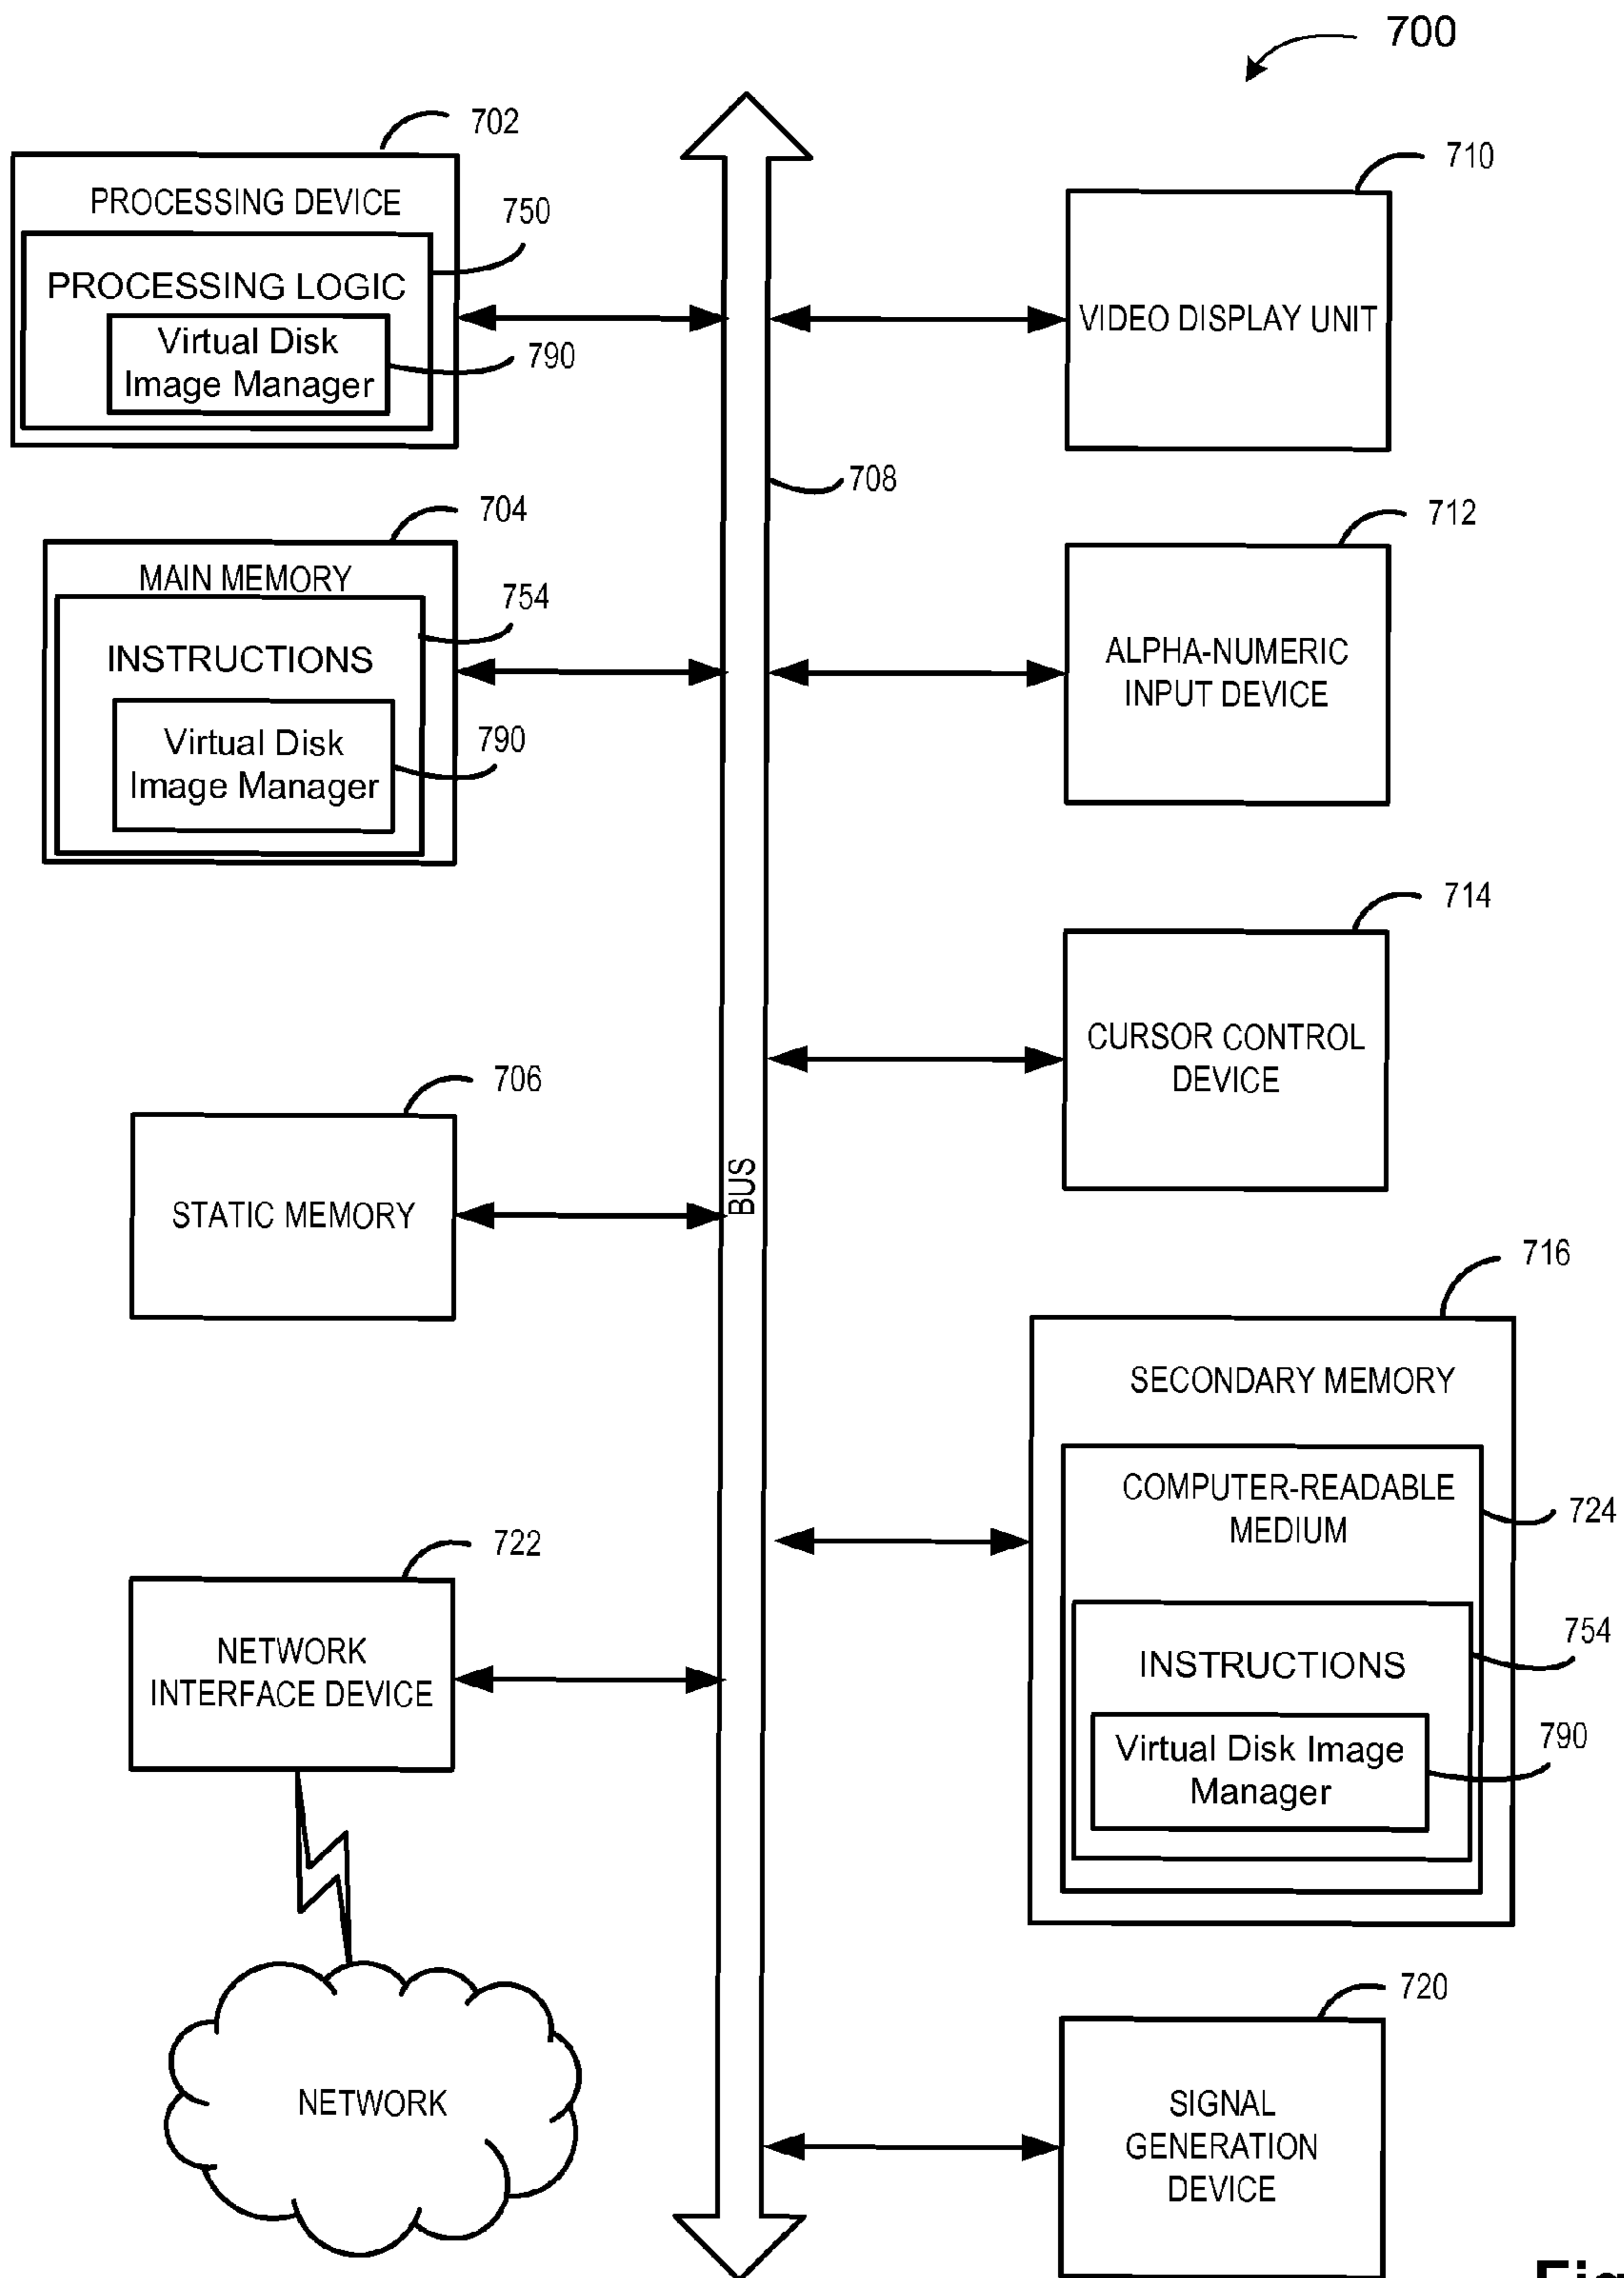 700
702
PROCESSING DEVICE
750
PROCESSING LOGIC
Virtual Disk
Image Manager
790
704
MAIN MEMORY
754
INSTRUCTIONS
Virtual Disk
Image Manager
790
706
STATIC MEMORY
722
NETWORK
INTERFACE DEVICE
NETWORK
708
BUS
710
VIDEO DISPLAY UNIT
712
ALPHA-NUMERIC
INPUT DEVICE
714
CURSOR CONTROL
DEVICE
716
SECONDARY MEMORY
COMPUTER-READABLE
MEDIUM
724
754
INSTRUCTIONS
790
Virtual Disk Image
Manager
720
SIGNAL
GENERATION
DEVICE